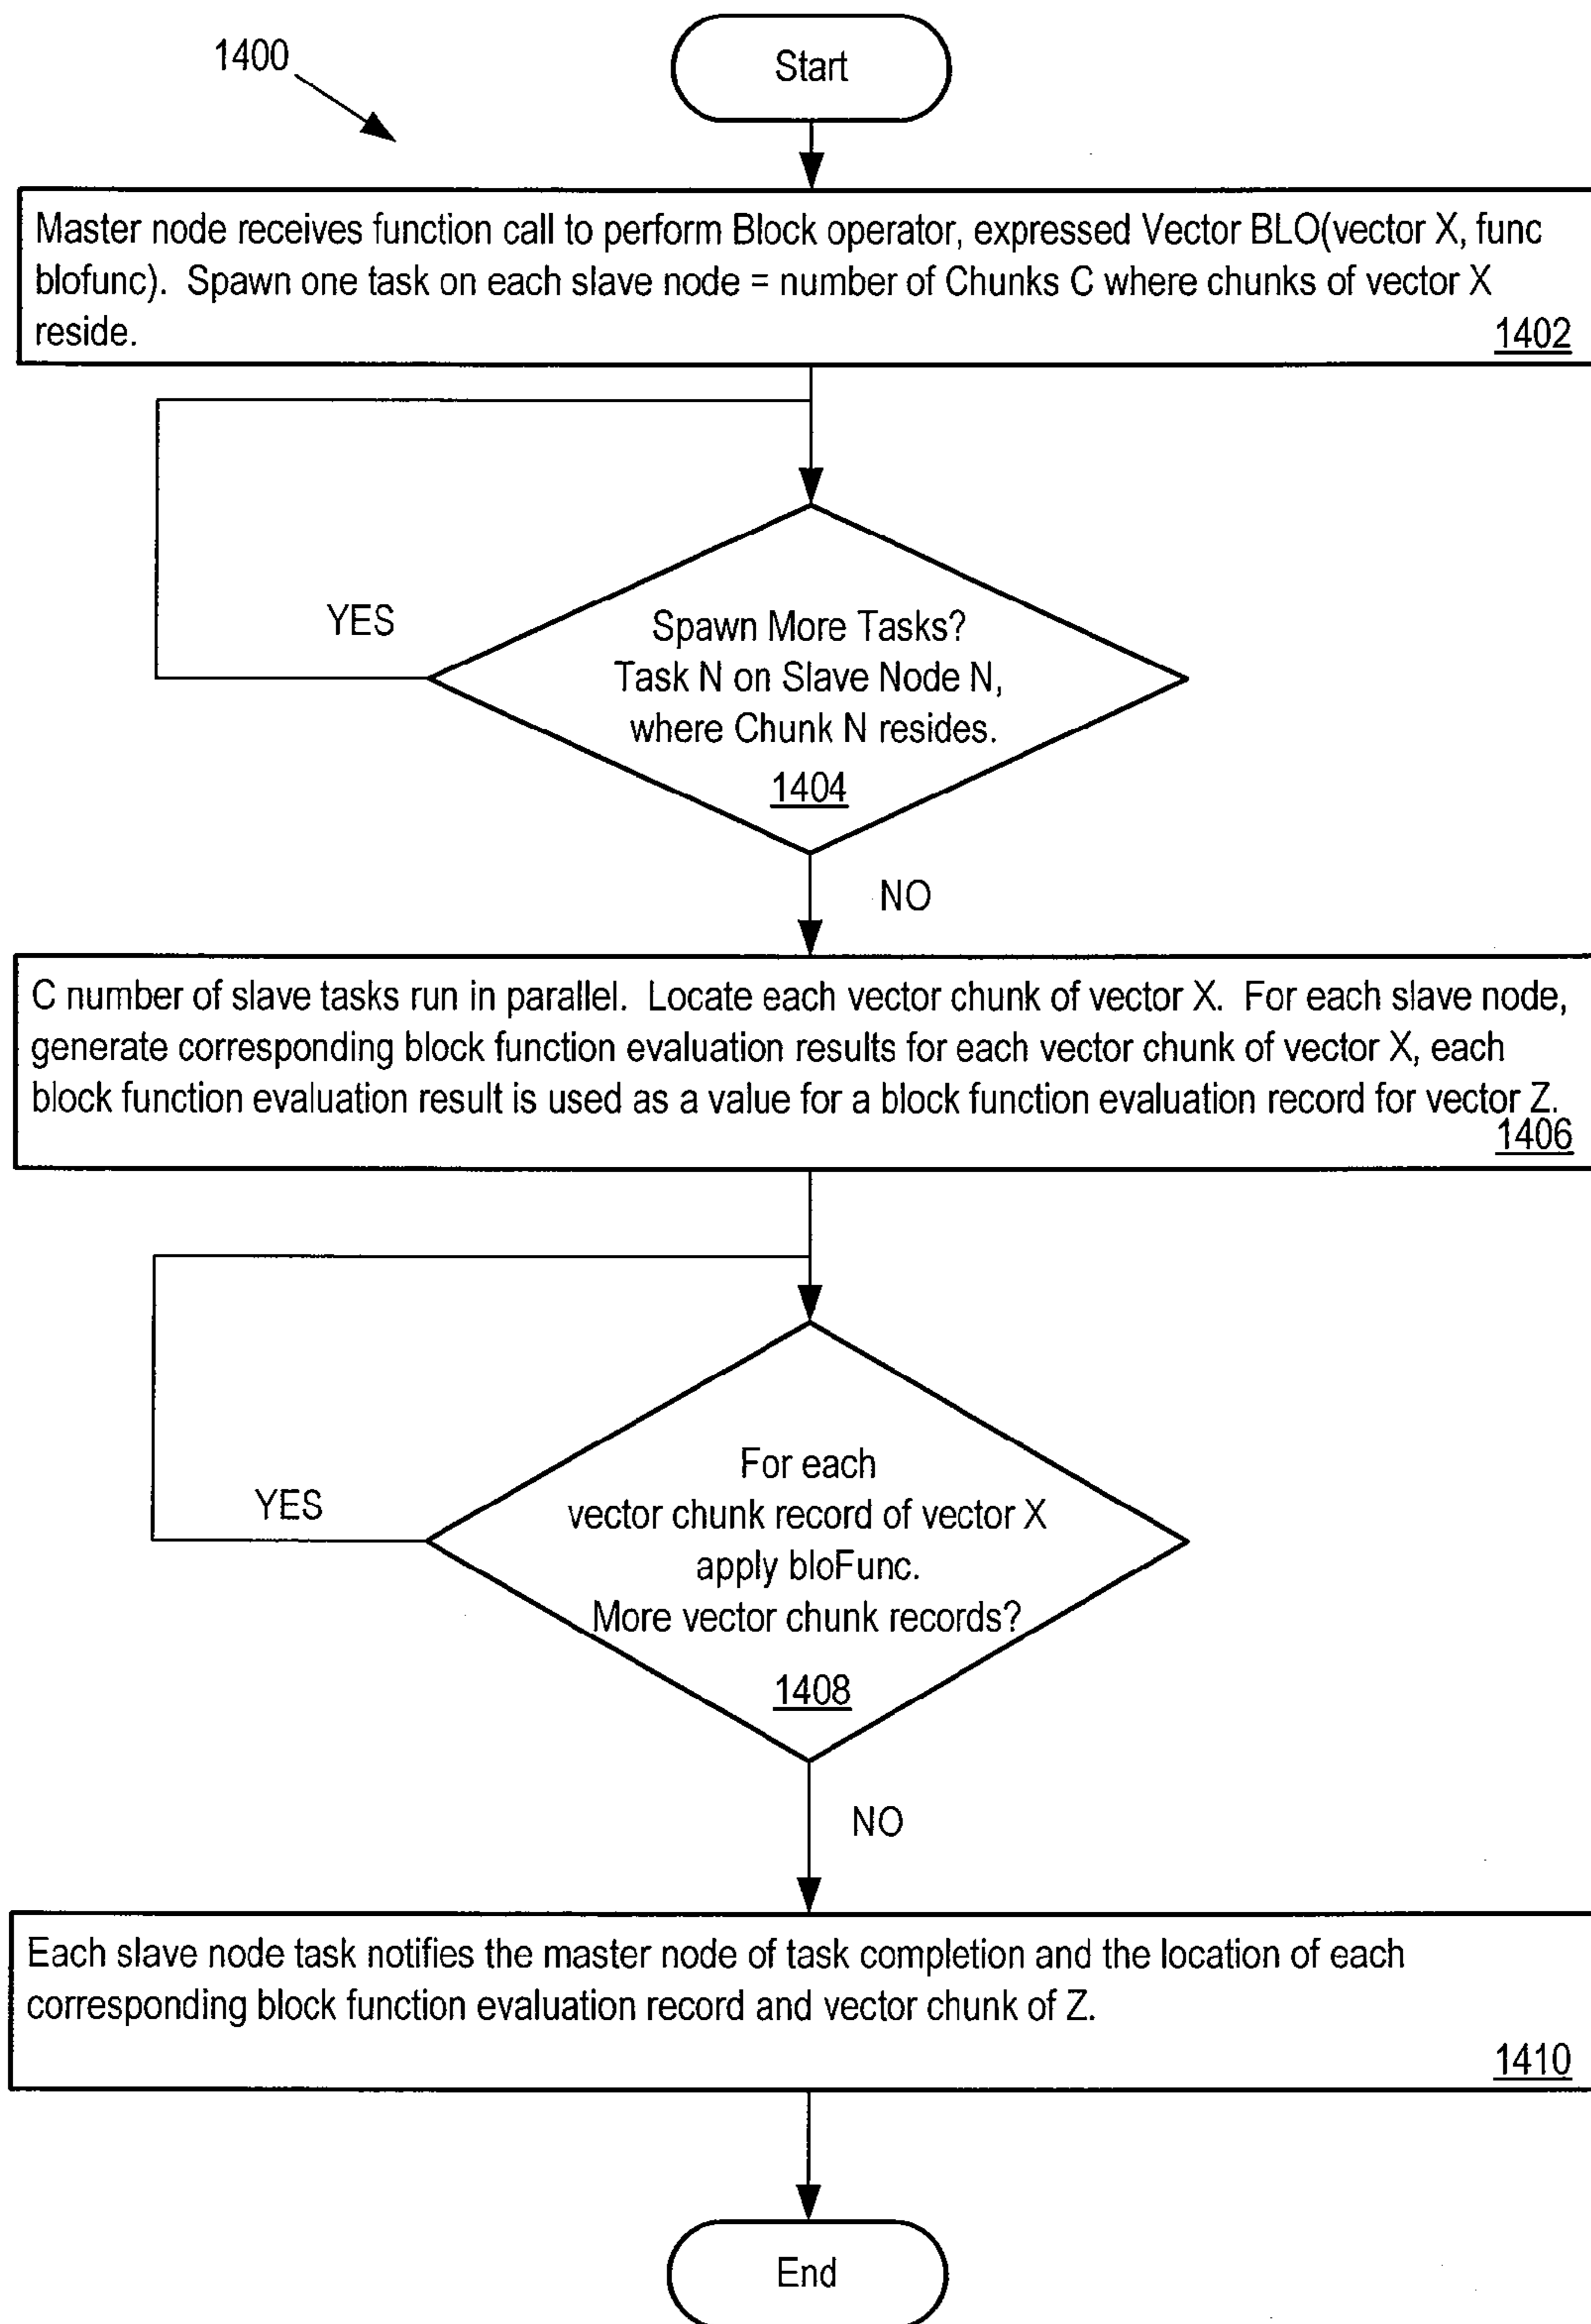 1400
Start
Master node receives function call to perform Block operator, expressed Vector BLO(vector X, func
blofunc). Spawn one task on each slave node = number of Chunks C where chunks of vector X
reside.
1402
YES
Spawn More Tasks?
Task N on Slave Node N,
where Chunk N resides.
1404
NO
C number of slave tasks run in parallel. Locate each vector chunk of vector X. For each slave node,
generate corresponding block function evaluation results for each vector chunk of vector X, each
block function evaluation result is used as a value for a block function evaluation record for vector Z.
1406
YES
For each
vector chunk record of vector X
apply bloFunc.
More vector chunk records?
1408
NO
Each slave node task notifies the master node of task completion and the location of each
corresponding block function evaluation record and vector chunk of Z.
1410
End